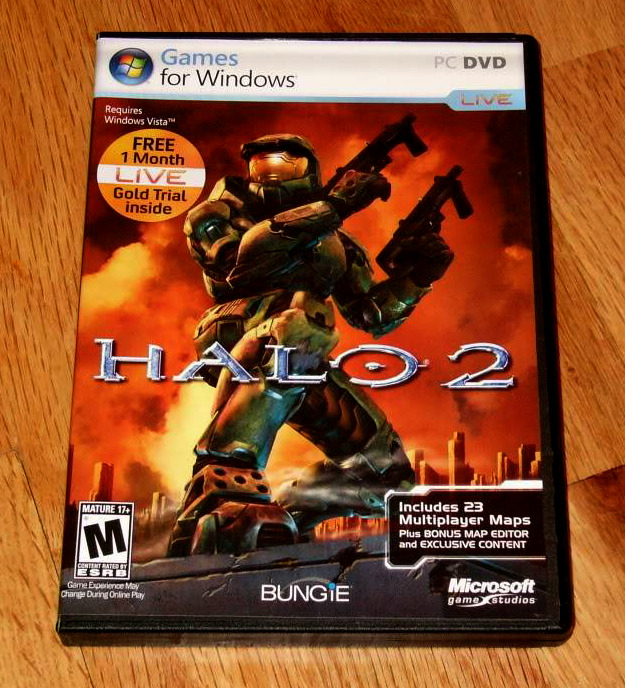 Games
for Windows
PC DVD
LIVE
Requires
Windows Vista™
FREE
1 Month
LIVE
Gold Trial
inside
HALO® 2
Includes 23
Multiplayer Maps
Plus BONUS MAP EDITOR
and EXCLUSIVE CONTENT
MATURE 17+
M
CONTENT RATED BY
ESRB
Game Experience May
Change During Online Play
BUNGiE
Microsoft
game studios